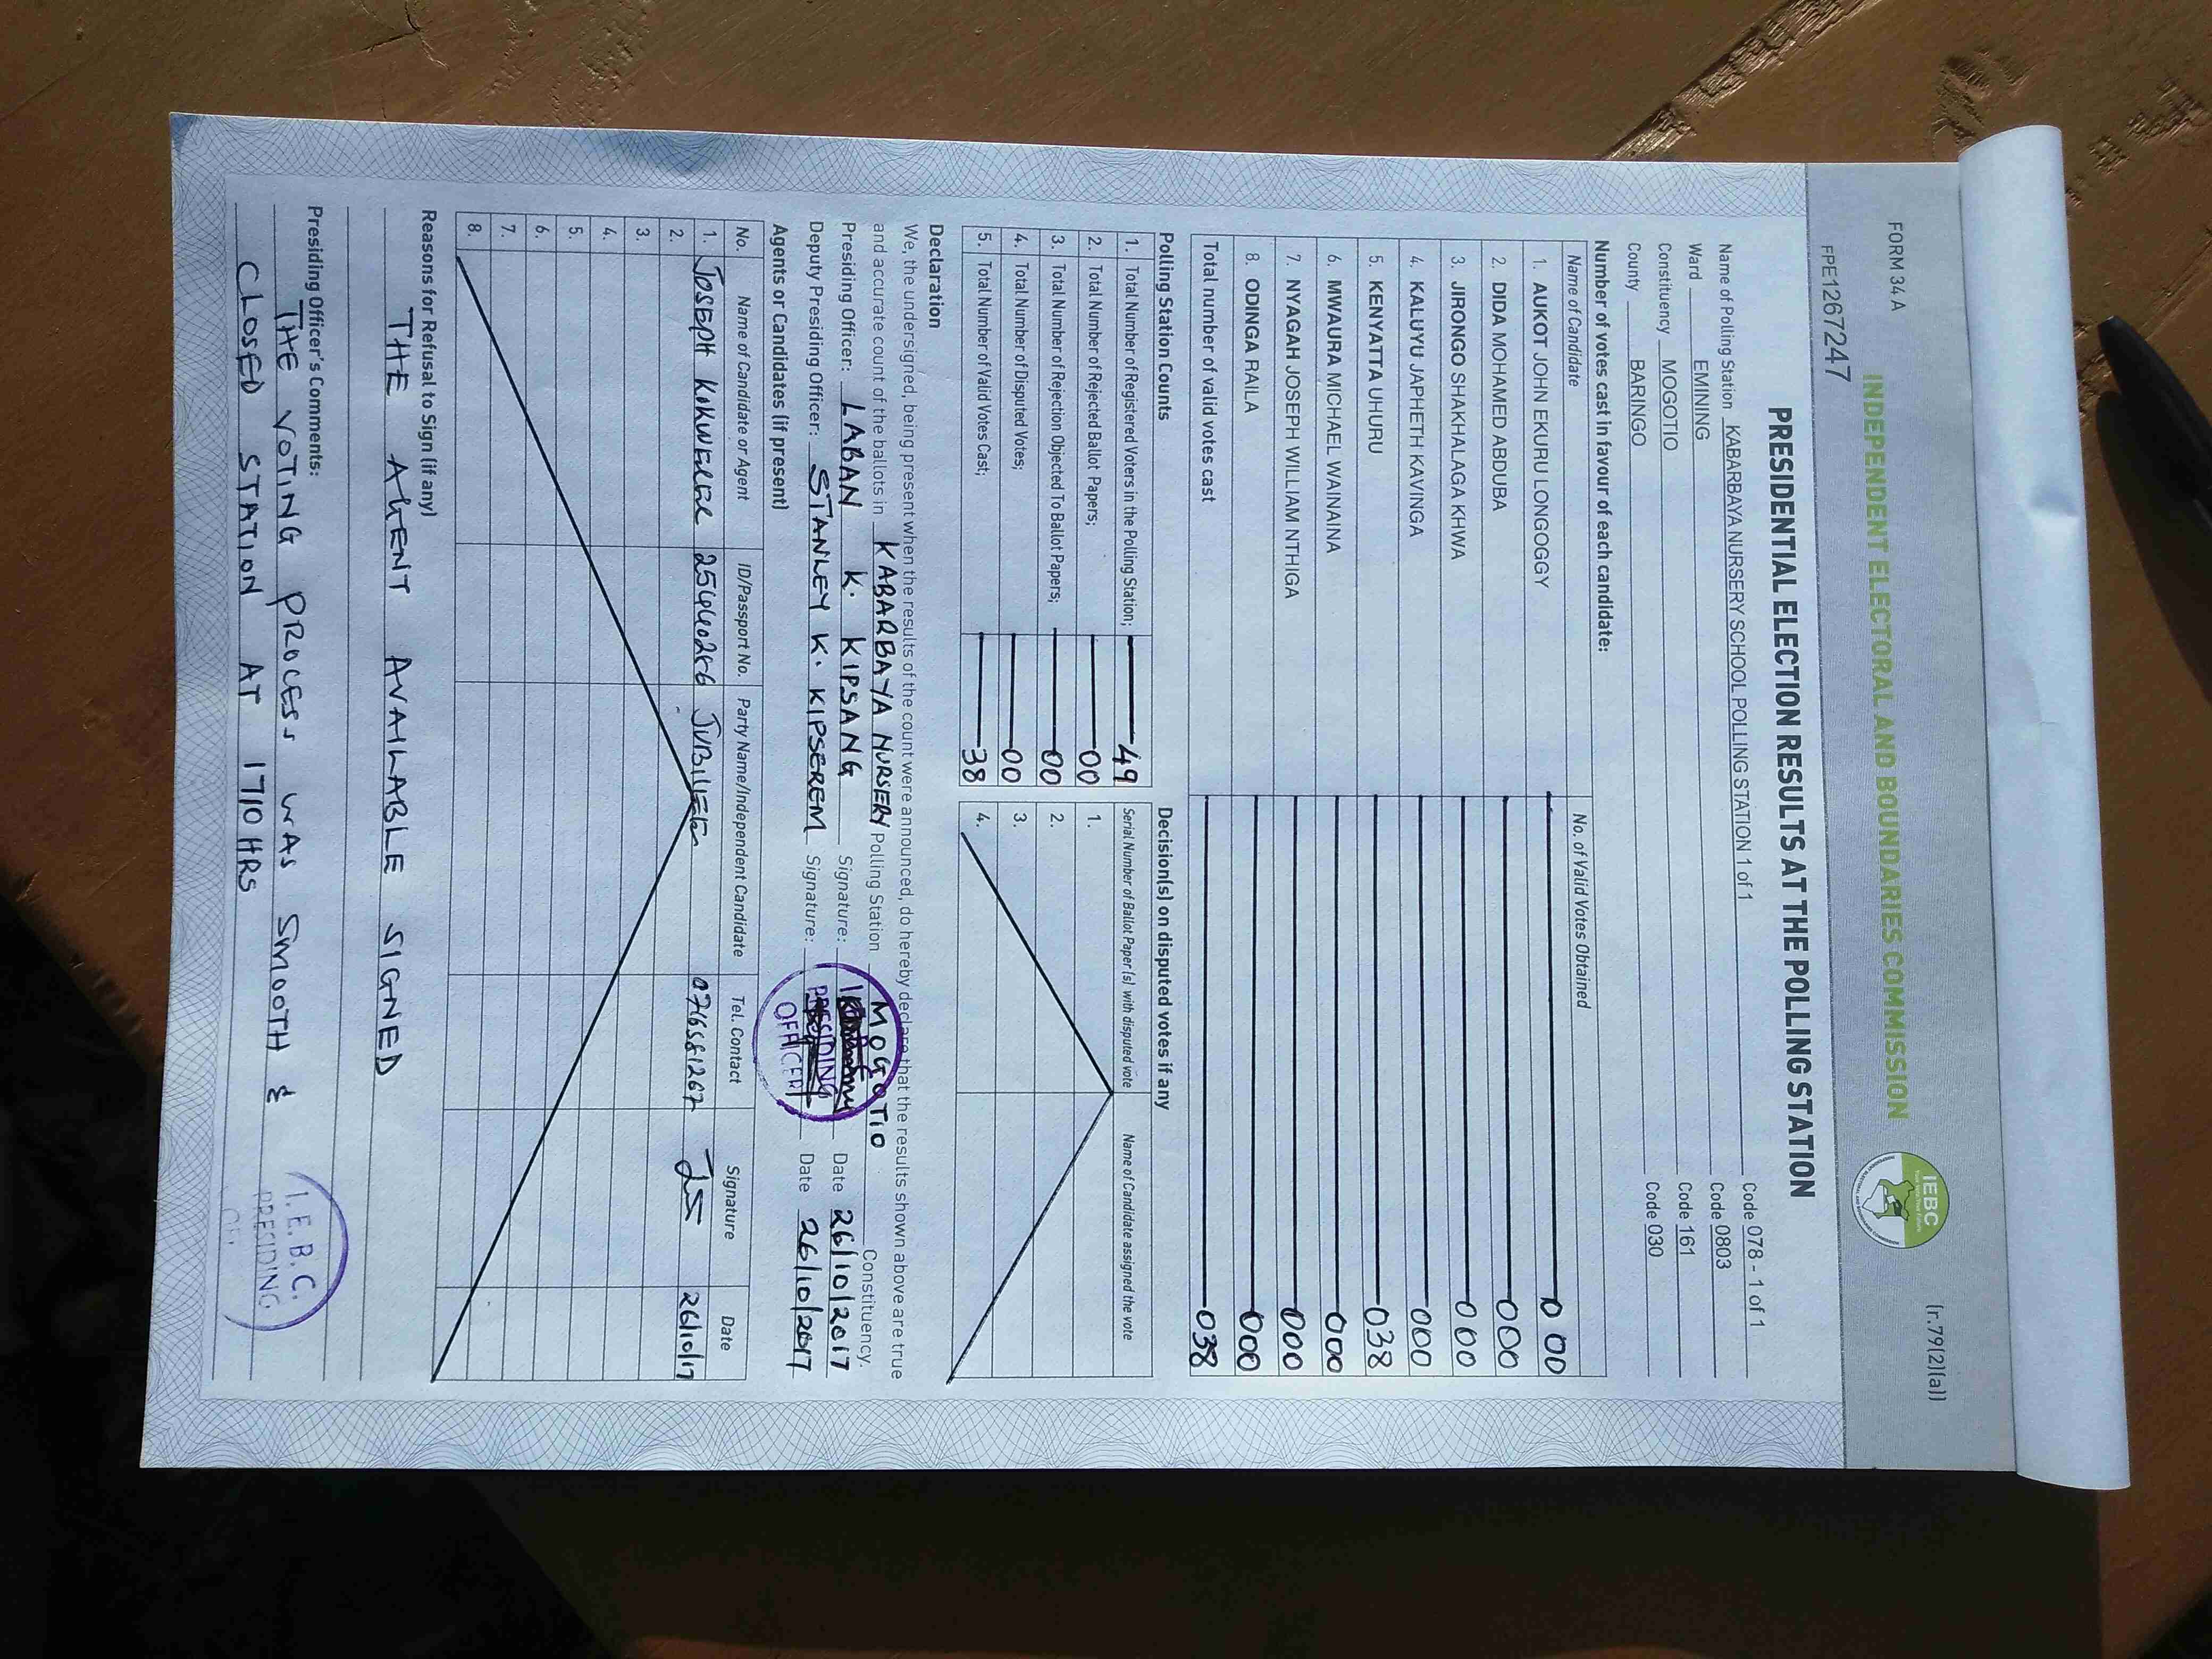 FORM 34 A
(r.79(2)(a))
INDEPENDENT ELECTORAL AND BOUNDARIES COMMISSION
IEBC
FPE1267247
PRESIDENTIAL ELECTION RESULTS AT THE POLLING STATION
Name of Polling Station KABARBAYA NURSERY SCHOOL POLLING STATION 1 of 1 Code 078 - 1 of 1
Ward EMINING Code 0803
Constituency MOGOTIO Code 161
County BARINGO Code 030
Number of votes cast in favour of each candidate:
Name of Candidate No. of Valid Votes Obtained
1. AUKOT JOHN EKURU LONGOGGY 000
2. DIDA MOHAMED ABDUBA 000
3. JIRONGO SHAKHALAGA KHWA 000
4. KALUYU JAPHETH KAVINGA 000
5. KENYATTA UHURU 038
6. MWAURA MICHAEL WAINAINA 000
7. NYAGAH JOSEPH WILLIAM NTHIGA 000
8. ODINGA RAILA 000
Total number of valid votes cast 038
Polling Station Counts
1. Total Number of Registered Voters in the Polling Station; 49
2. Total Number of Rejected Ballot Papers; 00
3. Total Number of Rejection Objected To Ballot Papers; 00
4. Total Number of Disputed Votes; 00
5. Total Number of Valid Votes Cast; 38
Decision(s) on disputed votes if any
Serial Number of Ballot Paper (s) with disputed vote Name of Candidate assigned the vote
1.
2.
3.
4.
Declaration
We, the undersigned, being present when the results of the count were announced, do hereby declare that the results shown above are true
and accurate count of the ballots in KABARBAYA NURSERY Polling Station MOGOTIO Constituency.
Presiding Officer: LABAN K. KIPSANG Signature: Date 26/10/2017
Deputy Presiding Officer: STANLEY K. KIPSEREM Signature: Date 26/10/2017
PRESIDING
OFFICER
Agents or Candidates (if present)
No. Name of Candidate or Agent ID/Passport No. Party Name/Independent Candidate Tel. Contact Signature Date
1. JOSEPH JUBILEE 26/10/17
2.
3.
4.
5.
6.
7.
8.
Reasons for Refusal to Sign (if any)
THE AGENT AVAILABLE SIGNED
Presiding Officer's Comments:
THE VOTING PROCESS WAS SMOOTH &
CLOSED STATION AT 1710 HRS
I.E.B.C.
PRESIDING